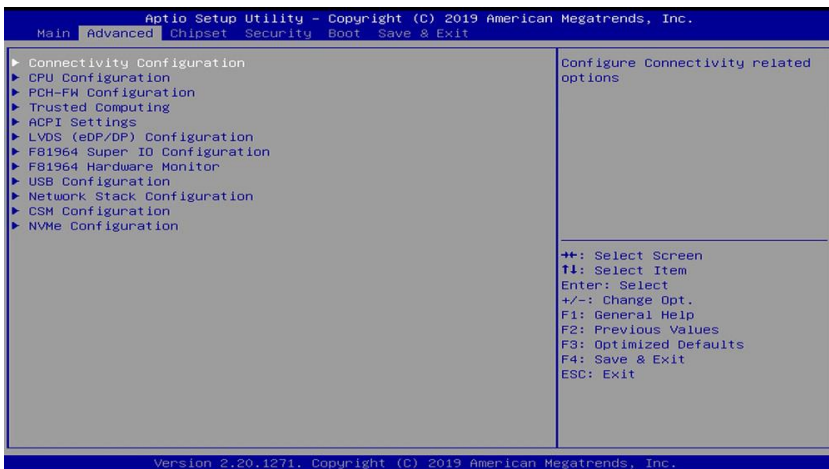 Aptio Setup Utility – Copyright (C) 2019 American Megatrends, Inc.
Main Advanced Chipset Security Boot Save & Exit
▶ Connectivity Configuration
▶ CPU Configuration
▶ PCH-FW Configuration
▶ Trusted Computing
▶ ACPI Settings
▶ LVDS (eDP/DP) Configuration
▶ F81964 Super IO Configuration
▶ F81964 Hardware Monitor
▶ USB Configuration
▶ Network Stack Configuration
▶ CSM Configuration
▶ NVMe Configuration
Configure Connectivity related
options
→←: Select Screen
↑↓: Select Item
Enter: Select
+/-: Change Opt.
F1: General Help
F2: Previous Values
F3: Optimized Defaults
F4: Save & Exit
ESC: Exit
Version 2.20.1271. Copyright (C) 2019 American Megatrends, Inc.